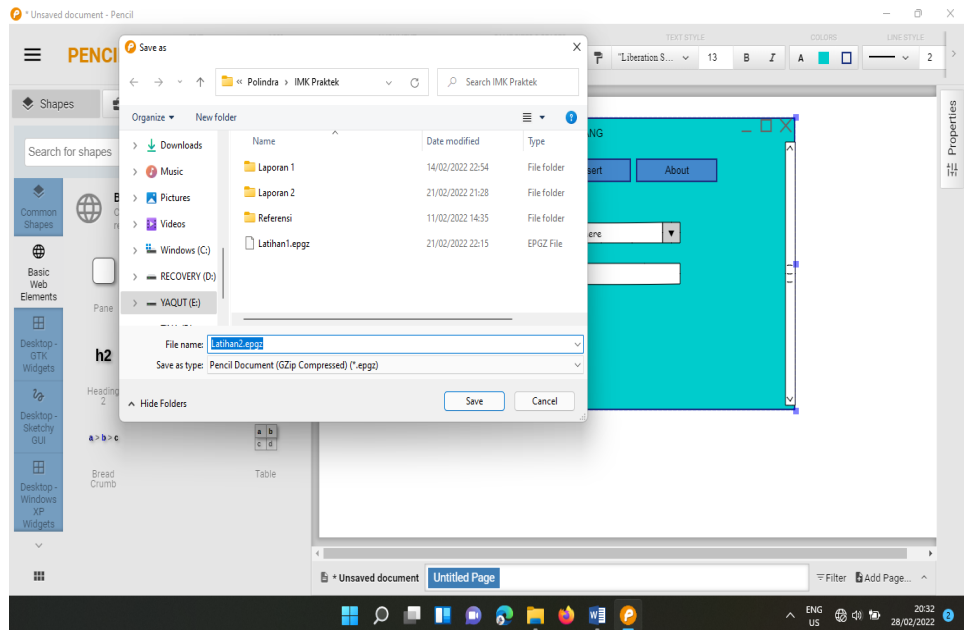 * Unsaved document - Pencil
PENCI
TEXT STYLE
COLORS
LINE STYLE
"Liberation S...
13
B
I
A
2
Shapes
Search for shapes
Common
Shapes
Basic
Web
Elements
Desktop -
GTK
Widgets
Desktop -
Sketchy
GUI
Desktop -
Windows
XP
Widgets
Pane
h2
Heading
2
a > b > c
Bread
Crumb
a b
c d
Table
Save as
« Polindra › IMK Praktek
Search IMK Praktek
Organize
New folder
Downloads
Music
Pictures
Videos
Windows (C:)
RECOVERY (D:)
YAQUT (E:)
Name
Date modified
Type
Laporan 1
14/02/2022 22:54
File folder
Laporan 2
21/02/2022 21:28
File folder
Referensi
11/02/2022 14:35
File folder
Latihan1.epgz
21/02/2022 22:15
EPGZ File
File name:
Latihan2.epgz
Save as type:
Pencil Document (GZip Compressed) (*.epgz)
Hide Folders
Save
Cancel
NG
sert
About
ere
Properties
* Unsaved document
Untitled Page
Filter
Add Page...
ENG
US
20:32
28/02/2022
2